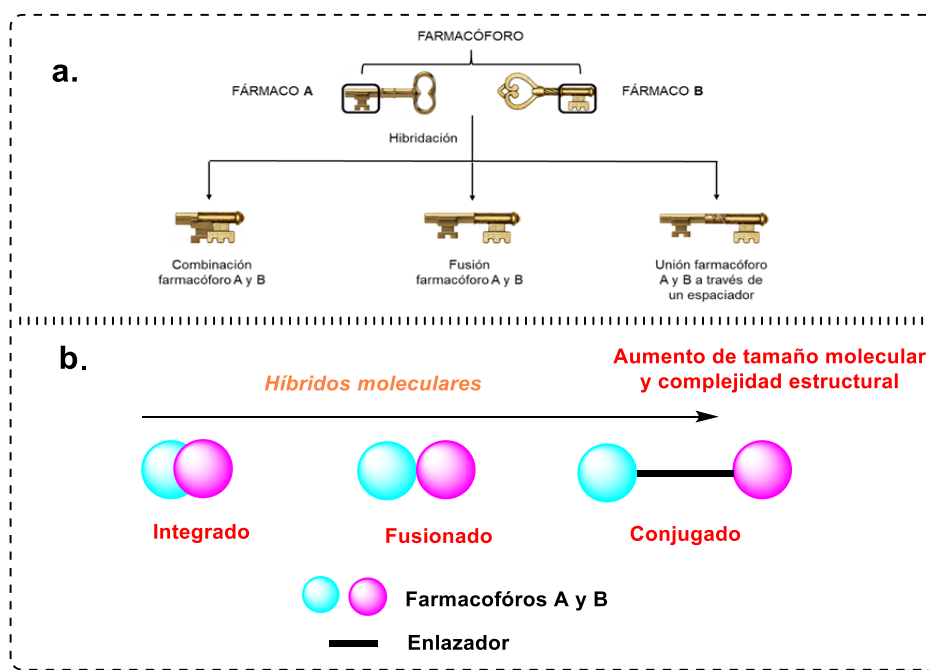 a.
FARMACÓFORO
FÁRMACO A
FÁRMACO B
Hibridación
Combinación
farmacóforo A y B
Fusión
farmacóforo A y B
Unión farmacóforo
A y B a través de
un espaciador
b.
Híbridos moleculares
Aumento de tamaño molecular
y complejidad estructural
Integrado
Fusionado
Conjugado
Farmacofóros A y B
Enlazador